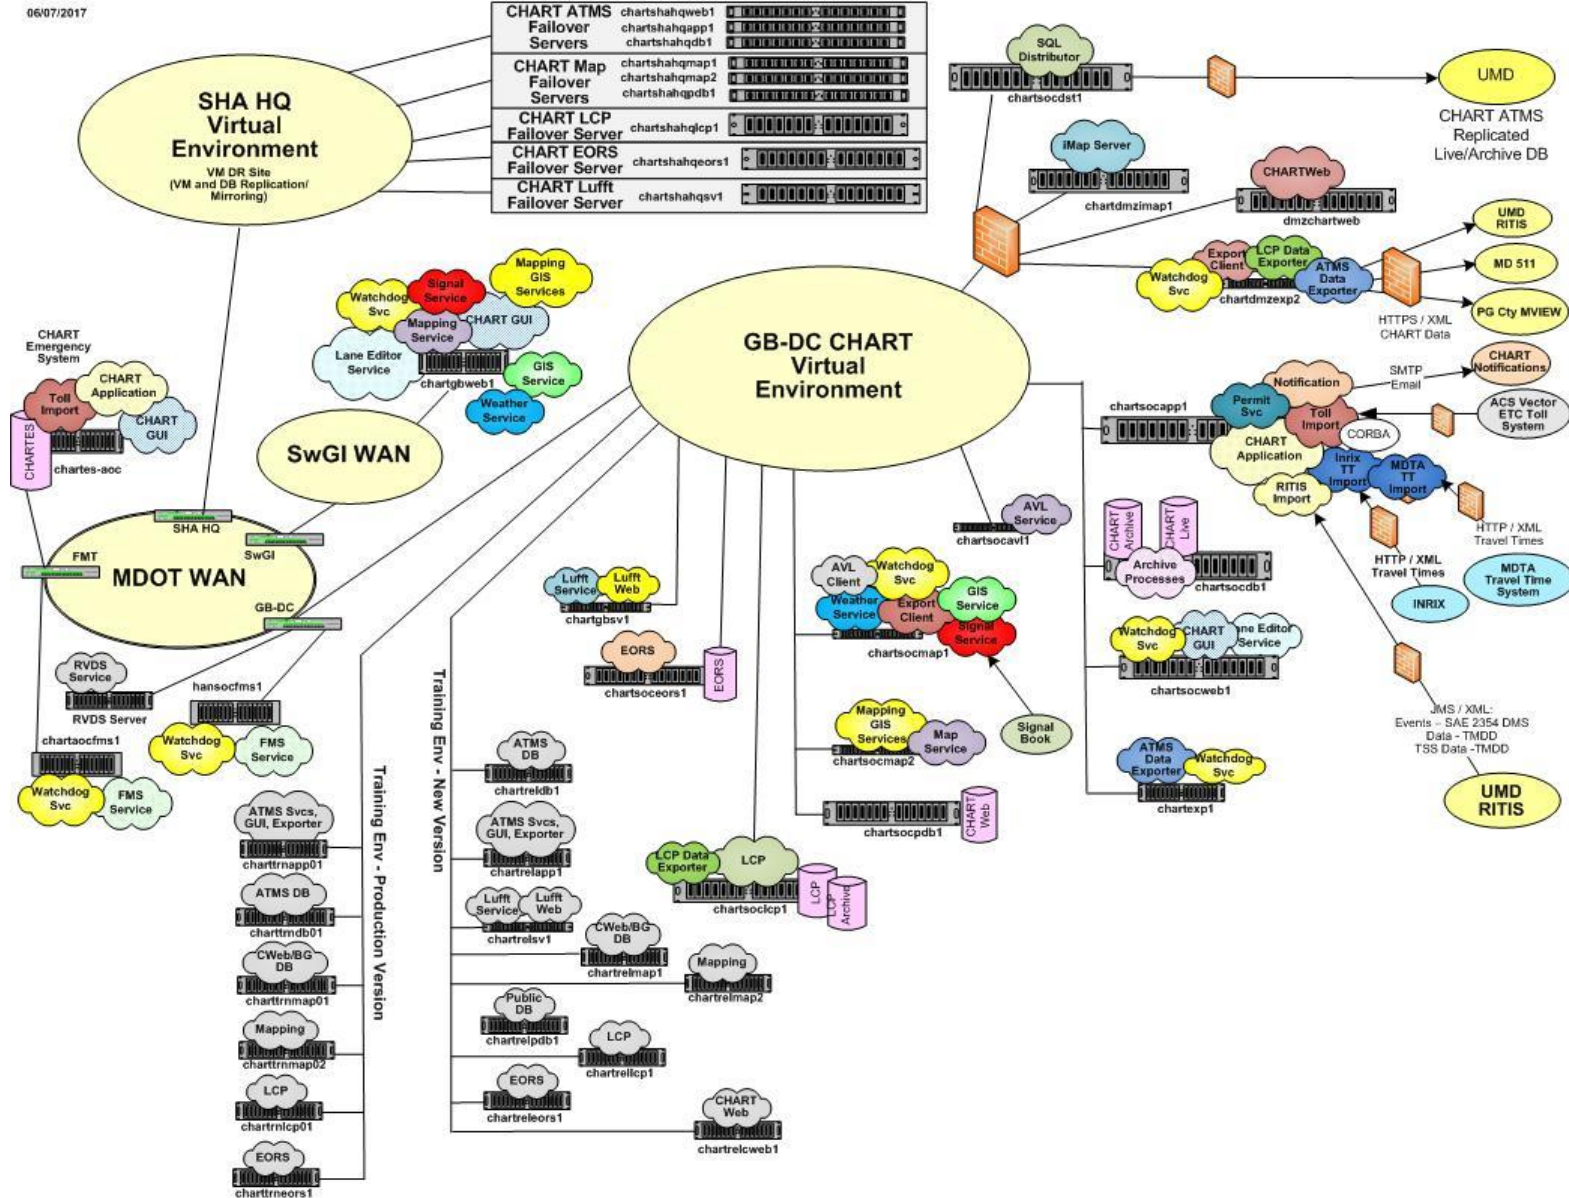 06/07/2017
CHART ATMS
Failover
Servers
chartshahqweb1
chartshahqapp1
chartshahqdb1
CHART Map
Failover
Servers
chartshahqmap1
chartshahqmap2
chartshahqpdb1
CHART LCP
Failover Server
chartshahqlcp1
CHART EORS
Failover Server
chartshahqeors1
CHART Lufft
Failover Server
chartshahqsv1
SHA HQ
Virtual
Environment
VM DR Site
(VM and DB Replication/
Mirroring)
SQL
Distributor
chartsocdst1
UMD
CHART ATMS
Replicated
Live/Archive DB
iMap Server
chartdmzimap1
CHARTWeb
dmzchartweb
Export
Client
LCP Data
Exporter
Watchdog
Svc
ATMS
Data
Exporter
chartdmzexp2
UMD
RITIS
MD 511
PG Cty MVIEW
HTTPS / XML
CHART Data
Mapping
GIS
Services
Signal
Service
Watchdog
Svc
Mapping
Service
CHART GUI
Lane Editor
Service
chartgbweb1
GIS
Service
Weather
Service
GB-DC CHART
Virtual
Environment
CHART
Emergency
System
CHART
Application
Toll
Import
CHART
GUI
CHARTES
chartes-aoc
SwGI WAN
SHA HQ
SwGI
FMT
MDOT WAN
GB-DC
RVDS
Service
RVDS Server
hansocfms1
Watchdog
Svc
FMS
Service
chartaocfms1
Watchdog
Svc
FMS
Service
SMTP
Email
CHART
Notifications
Notification
Permit
Svc
Toll
Import
chartsocapp1
CORBA
ACS Vector
ETC Toll
System
CHART
Application
Inrix
TT
Import
MDTA
TT
Import
RITIS
Import
HTTP / XML
Travel Times
HTTP / XML
Travel Times
MDTA
Travel Time
System
INRIX
CHART
Archive
CHART
Live
Archive
Processes
chartsocdb1
Watchdog
Svc
CHART
GUI
ne Editor
Service
chartsocweb1
JMS / XML:
Events – SAE 2354 DMS
Data - TMDD
TSS Data -TMDD
UMD
RITIS
ATMS
Data
Exporter
Watchdog
Svc
chartexp1
AVL
Service
chartsocavl1
AVL
Client
Watchdog
Svc
Weather
Service
Export
Client
GIS
Service
Signal
Service
chartsocmap1
Signal
Book
Mapping
GIS
Services
Map
Service
chartsocmap2
CHART
Web
chartsocpdb1
Lufft
Service
Lufft
Web
chartgbsv1
EORS
EORS
chartsoceors1
LCP Data
Exporter
LCP
chartsoclcp1
LCP
LCP
Archive
Training Env - Production Version
Training Env - New Version
ATMS Svcs,
GUI, Exporter
charttrnapp01
ATMS DB
charttrndb01
CWeb/BG
DB
charttrnmap01
Mapping
charttrnmap02
LCP
chartrnlcp01
EORS
charttrneors1
ATMS
DB
chartreldb1
ATMS Svcs,
GUI, Exporter
chartrelapp1
Lufft
Service
Lufft
Web
chartrelsv1
CWeb/BG
DB
chartrelmap1
Mapping
chartrelmap2
Public
DB
chartrelpdb1
LCP
chartrellcp1
EORS
chartreleors1
CHART
Web
chartrelcweb1